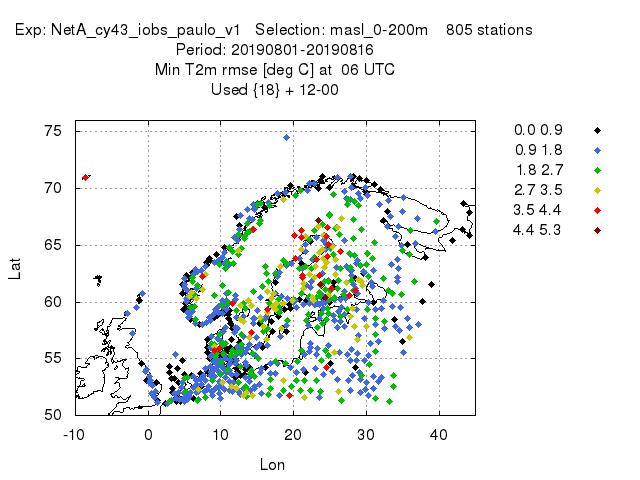 Exp: NetA_cy43_iobs_paulo_v1 Selection: masl_0-200m 805 stations
Period: 20190801-20190816
Min T2m rmse [deg C] at 06 UTC
Used {18} + 12-00
75
70
65
60
55
50
Lat
-10 0 10 20 30 40
Lon
0.0 0.9
0.9 1.8
1.8 2.7
2.7 3.5
3.5 4.4
4.4 5.3